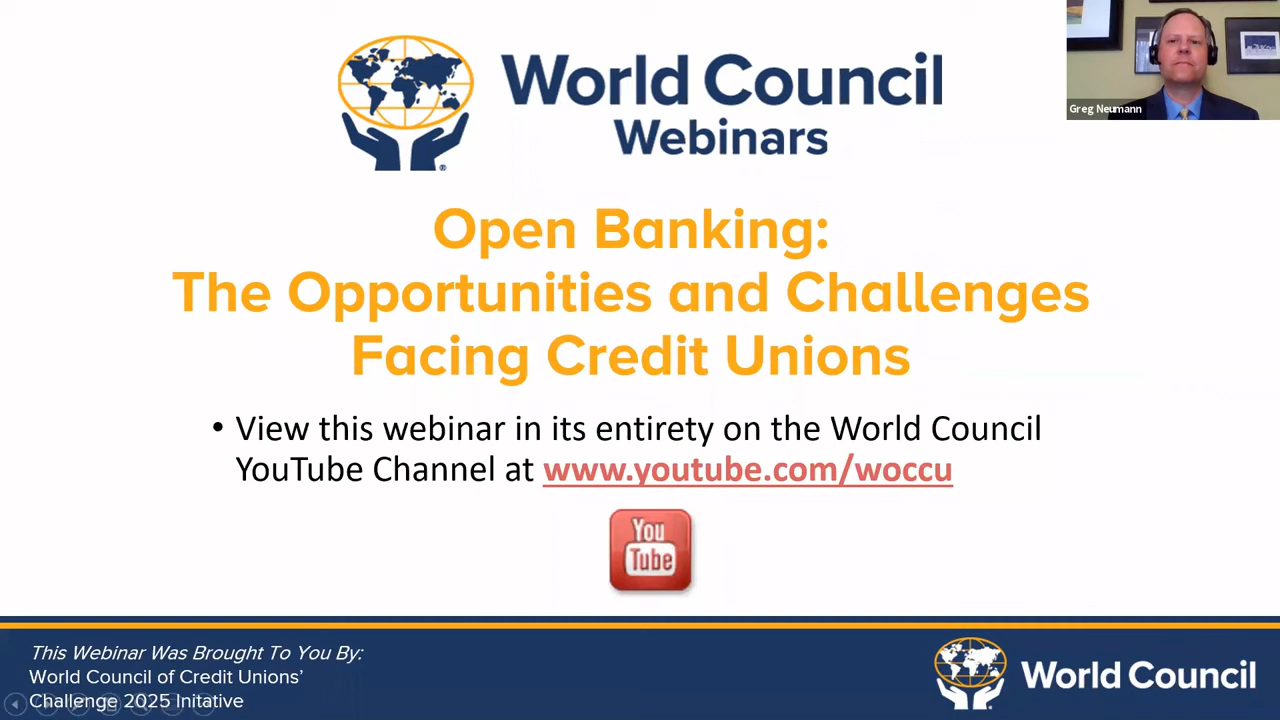 World Council
Webinars
Greg Neumann
Open Banking:
The Opportunities and Challenges
Facing Credit Unions
• View this webinar in its entirety on the World Council
YouTube Channel at www.youtube.com/woccu
You
Tube
This Webinar Was Brought To You By:
World Council of Credit Unions’
Challenge 2025 Initative
World Council